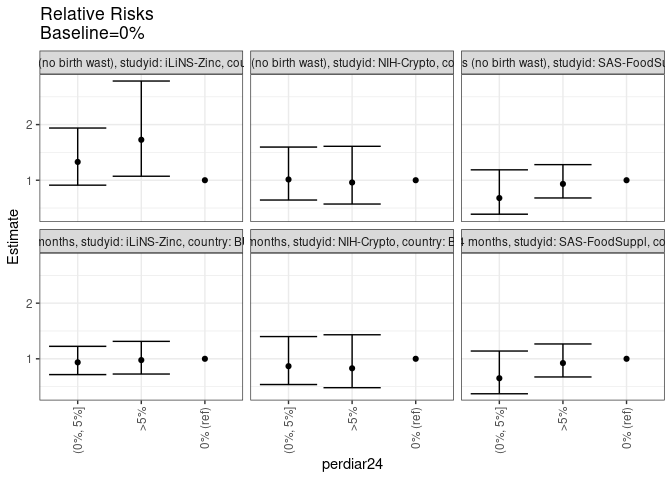 Relative Risks
Baseline=0%
(no birth wast), studyid: iLiNS-Zinc, cou
(no birth wast), studyid: NIH-Crypto, co
s (no birth wast), studyid: SAS-FoodSu
2
1
months, studyid: iLiNS-Zinc, country: BU
months, studyid: NIH-Crypto, country: B
4 months, studyid: SAS-FoodSuppl, co
2
1
Estimate
(0%, 5%]
>5%
0% (ref)
(0%, 5%]
>5%
0% (ref)
(0%, 5%]
>5%
0% (ref)
perdiar24